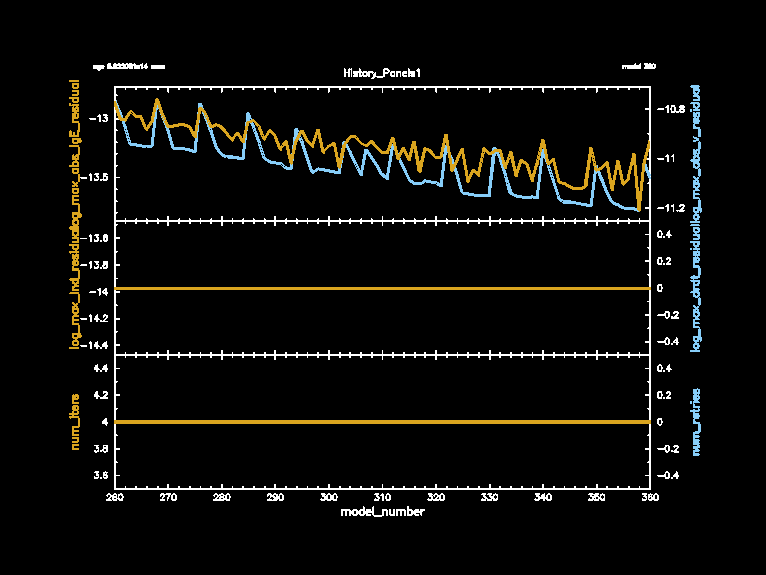 History_Panels1
model 360
log_max_abs_lgE_residual
-13
-13.5
-10.8
-11
-11.2
log_max_abs_v_residual
-13.6
-13.8
-14
-14.2
-14.4
0.4
0.2
0
-0.2
-0.4
log_max_drdt_residual
num_iters
4.4
4.2
4
3.8
3.6
0.4
0.2
0
-0.2
-0.4
num_retries
260 270 280 290 300 310 320 330 340 350 360
model_number